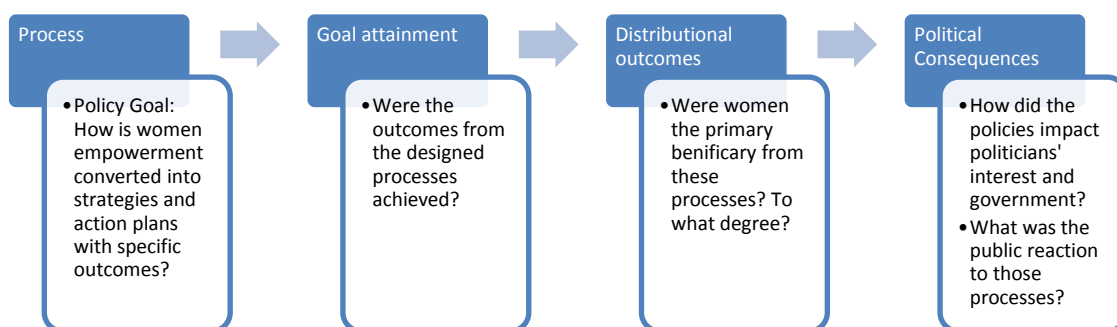 Process
•Policy Goal:
How is women
empowerment
converted into
strategies and
action plans
with specific
outcomes?
Goal attainment
•Were the
outcomes from
the designed
processes
achieved?
Distributional
outcomes
•Were women
the primary
benificary from
these
processes? To
what degree?
Political
Consequences
•How did the
policies impact
politicians'
interest and
government?
•What was the
public reaction
to those
processes?